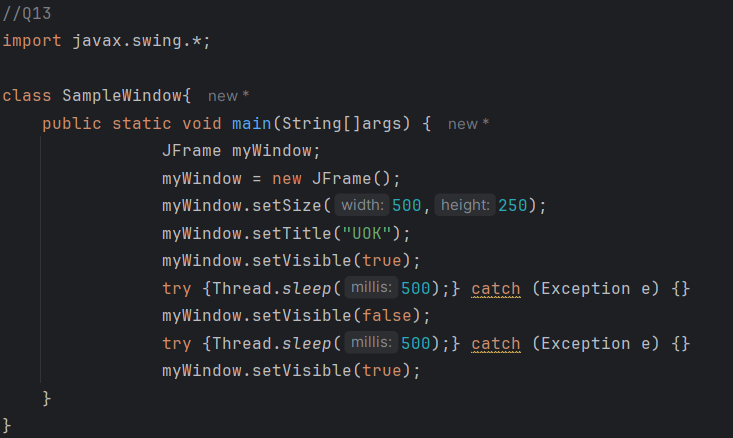 //Q13
import javax.swing.*;
class SampleWindow{ new *
public static void main(String[]args) { new *
JFrame myWindow;
myWindow = new JFrame();
myWindow.setSize( width: 500, height: 250);
myWindow.setTitle("UOK");
myWindow.setVisible(true);
try {Thread.sleep( millis: 500);} catch (Exception e) {}
myWindow.setVisible(false);
try {Thread.sleep( millis: 500);} catch (Exception e) {}
myWindow.setVisible(true);
}
}